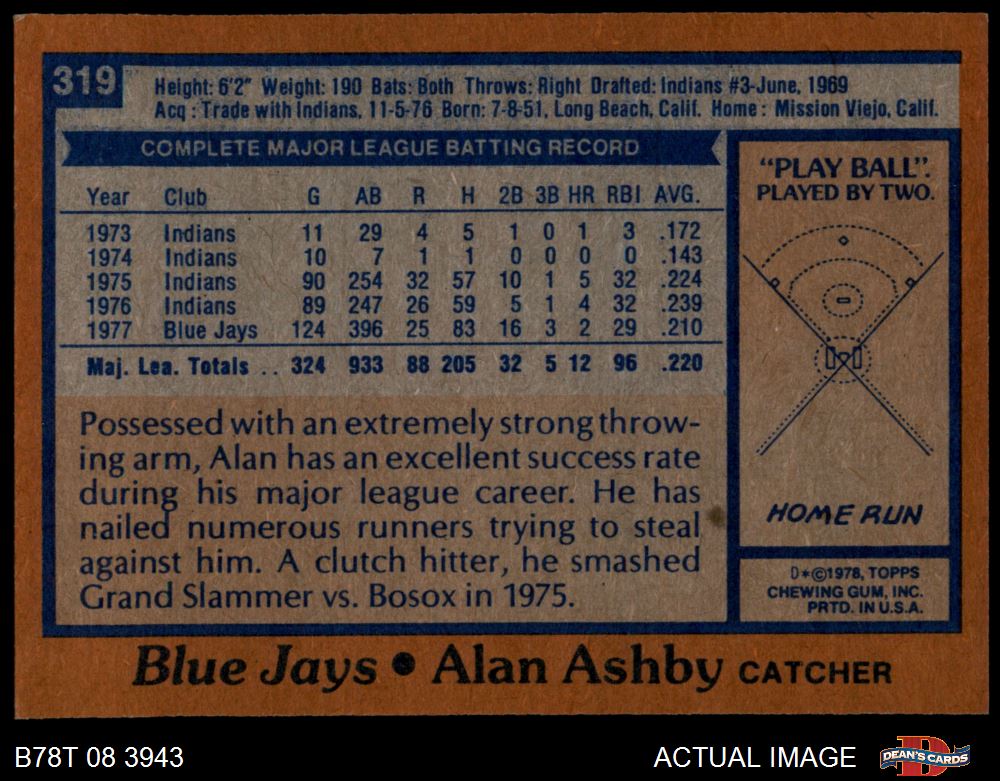 319
Height: 6'2" Weight: 190 Bats: Both Throws: Right Drafted: Indians #3-June, 1969
Acq : Trade with Indians, 11-5-76 Born: 7-8-51, Long Beach, Calif. Home : Mission Viejo, Calif.
COMPLETE MAJOR LEAGUE BATTING RECORD
Year Club G AB R H 2B 3B HR RBI AVG.
1973 Indians 11 29 4 5 1 0 1 3 .172
1974 Indians 10 7 1 1 0 0 0 0 .143
1975 Indians 90 254 32 57 10 1 5 32 .224
1976 Indians 89 247 26 59 5 1 4 32 .239
1977 Blue Jays 124 396 25 83 16 3 2 29 .210
Maj. Lea. Totals .. 324 933 88 205 32 5 12 96 .220
Possessed with an extremely strong throw-
ing arm, Alan has an excellent success rate
during his major league career. He has
nailed numerous runners trying to steal
against him. A clutch hitter, he smashed
Grand Slammer vs. Bosox in 1975.
"PLAY BALL".
PLAYED BY TWO.
HOME RUN
D*©1978, TOPPS
CHEWING GUM, INC.
PRTD. IN U.S.A.
Blue Jays • Alan Ashby CATCHER
B78T 08 3943
ACTUAL IMAGE
D
DEAN'S CARDS